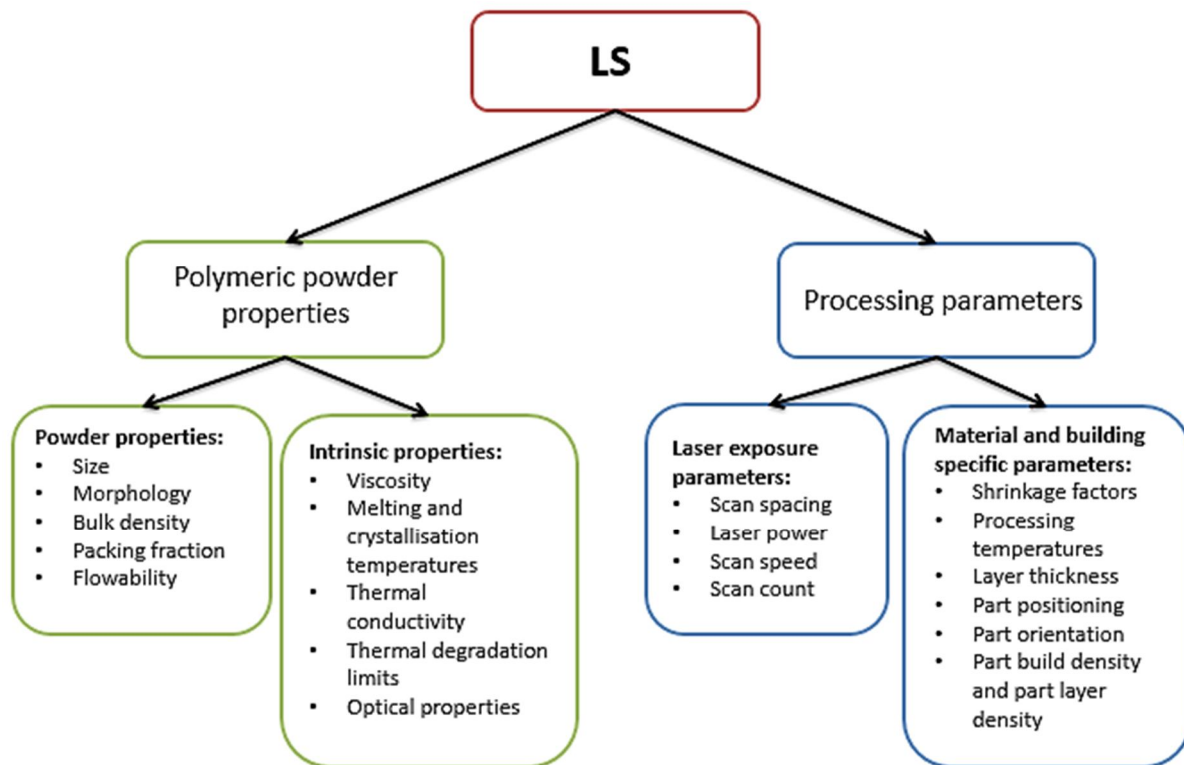 LS
Polymeric powder
properties
Processing parameters
Powder properties:
• Size
• Morphology
• Bulk density
• Packing fraction
• Flowability
Intrinsic properties:
• Viscosity
• Melting and
crystallisation
temperatures
• Thermal
conductivity
• Thermal degradation
limits
• Optical properties
Laser exposure
parameters:
• Scan spacing
• Laser power
• Scan speed
• Scan count
Material and building
specific parameters:
• Shrinkage factors
• Processing
temperatures
• Layer thickness
• Part positioning
• Part orientation
• Part build density
and part layer
density